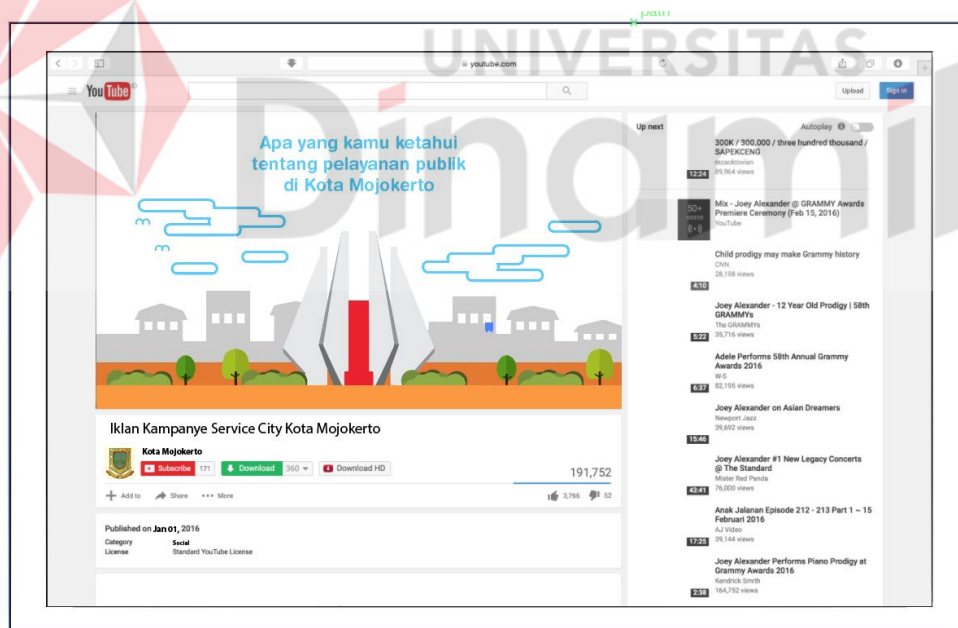 path
UNIVERSITAS
Dinami
youtube.com
YouTube ID
Upload
Sign in
Apa yang kamu ketahui
tentang pelayanan publik
di Kota Mojokerto
Iklan Kampanye Service City Kota Mojokerto
Kota Mojokerto
Subscribe 171 Download 360 Download HD
191,752
Add to Share More
3,766 52
Published on Jan 01, 2016
Category Social
License Standard YouTube License
Up next
Autoplay
300K / 300.000 / three hundred thousand /
SAPEKCENG
89,964 views
12:24
50+
VIDEOS
Mix - Joey Alexander @ GRAMMY Awards
Premiere Ceremony (Feb 15, 2016)
YouTube
Child prodigy may make Grammy history
CNN
28,198 views
4:10
Joey Alexander - 12 Year Old Prodigy | 58th
GRAMMYs
The GRAMMYs
35,716 views
5:22
Adele Performs 58th Annual Grammy
Awards 2016
W-S
82,195 views
6:37
Joey Alexander on Asian Dreamers
Newport Jazz
39,692 views
15:46
Joey Alexander #1 New Legacy Concerts
@ The Standard
Mister Red Panda
76,000 views
43:41
Anak Jalanan Episode 212 - 213 Part 1 ~ 15
Februari 2016
AJ Video
39,144 views
17:25
Joey Alexander Performs Piano Prodigy at
Grammy Awards 2016
Kendrick Smith
164,752 views
2:38